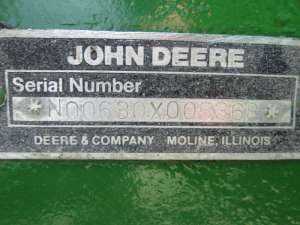 JOHN DEERE
Serial Number
DEERE & COMPANY MOLINE, ILLINOIS